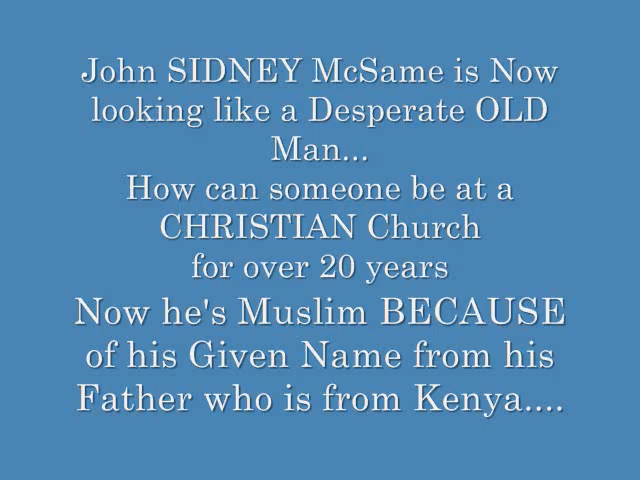 John SIDNEY McSame is Now
looking like a Desperate OLD
Man...
How can someone be at a
CHRISTIAN Church
for over 20 years
Now he's Muslim BECAUSE
of his Given Name from his
Father who is from Kenya....